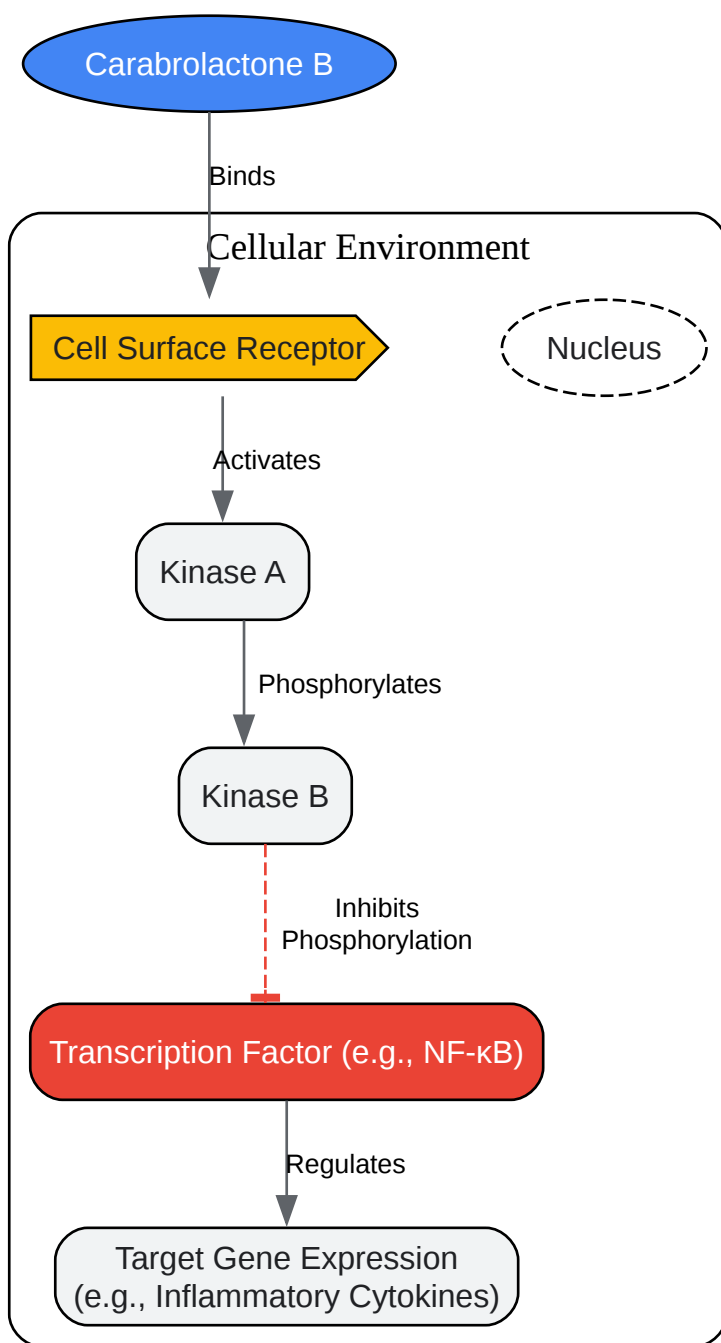 Carabrolactone B
Binds
Cellular Environment
Cell Surface Receptor
Nucleus
Activates
Kinase A
Phosphorylates
Kinase B
Inhibits
Phosphorylation
Transcription Factor (e.g., NF-κB)
Regulates
Target Gene Expression
(e.g., Inflammatory Cytokines)